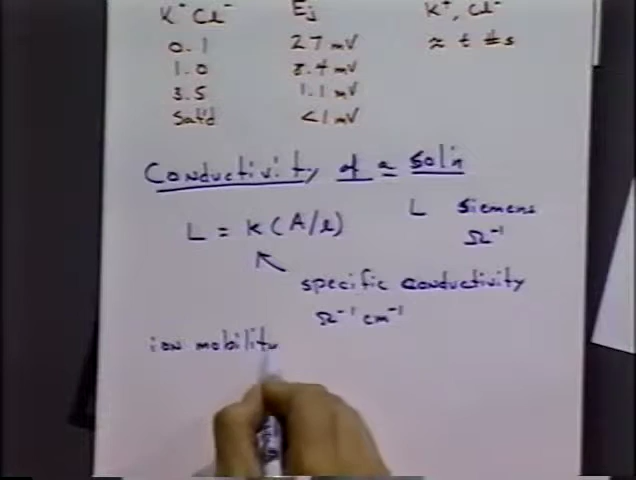 K⁺Cl⁻ Ej K⁺, Cl⁻
0.1 27 mV ≈ t #s
1.0 8.4 mV
3.5 1.1 mV
Sat'd <1 mV
Conductivity of a sol'n
L = k (A/l) L Siemens
Ω⁻¹
specific conductivity
Ω⁻¹ cm⁻¹
ion mobility